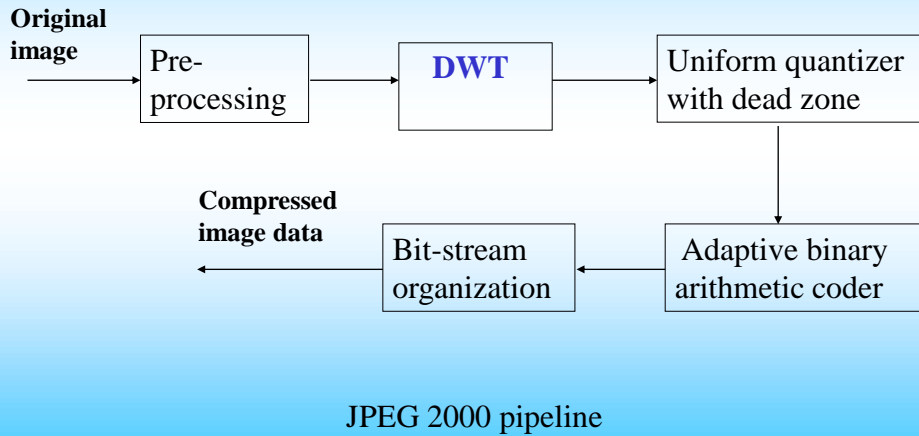 Original
image
Pre-
processing
DWT
Uniform quantizer
with dead zone
Compressed
image data
Bit-stream
organization
Adaptive binary
arithmetic coder
JPEG 2000 pipeline